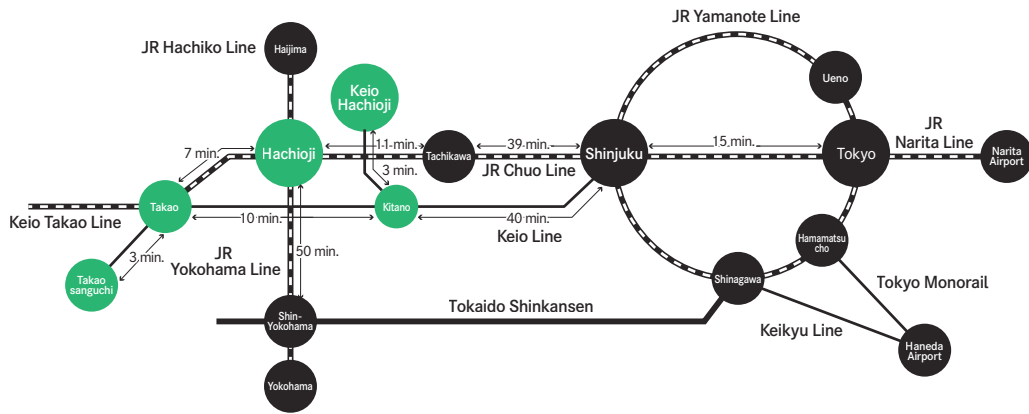 JR Yamanote Line
JR Hachiko Line
Haijima
Ueno
Keio
Hachioji
JR
Narita Line
7 min.
Hachioji
11 min.
Tachikawa
39 min.
Shinjuku
15 min.
Tokyo
Narita
Airport
3 min.
JR Chuo Line
Takao
10 min.
Kitano
40 min.
Keio Takao Line
Keio Line
3 min.
JR
Yokohama Line
50 min.
Hamamatsu
cho
Takao
sanguchi
Shinagawa
Tokyo Monorail
Tokaido Shinkansen
Shin-
Yokohama
Keikyu Line
Haneda
Airport
Yokohama